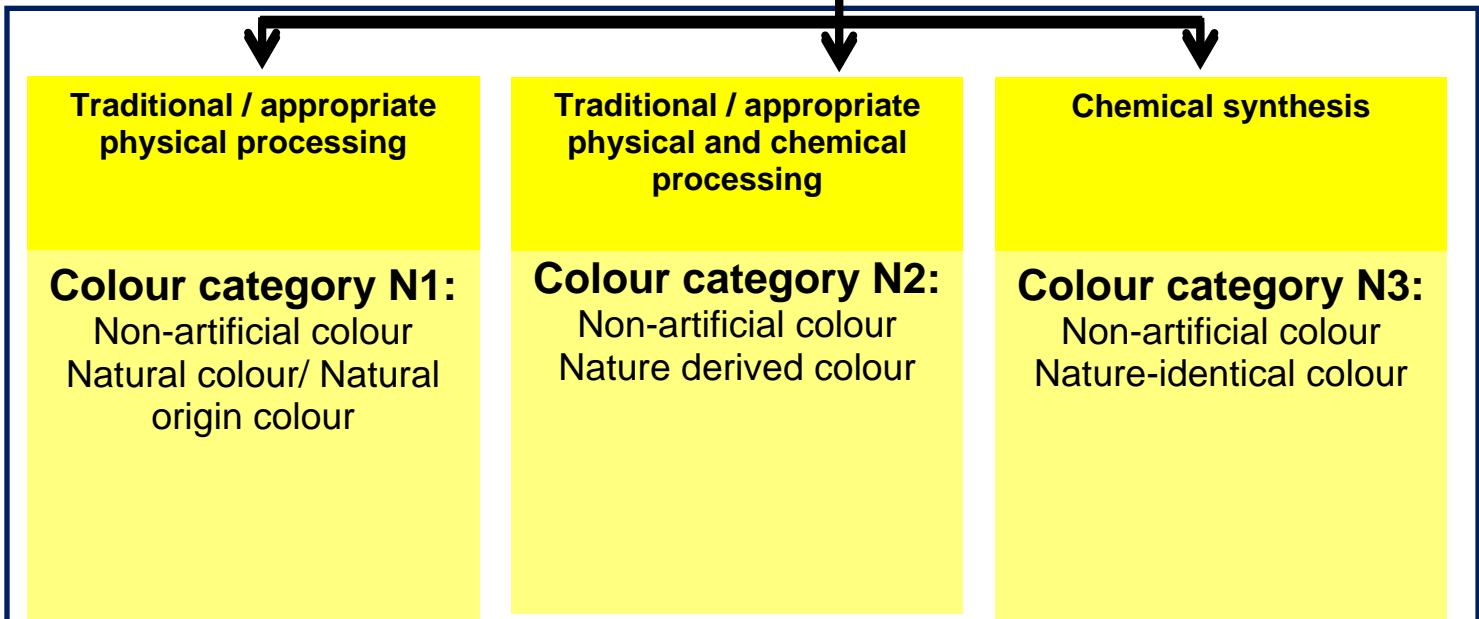 Traditional / appropriate
physical processing
Colour category N1:
Non-artificial colour
Natural colour/ Natural
origin colour
Traditional / appropriate
physical and chemical
processing
Colour category N2:
Non-artificial colour
Nature derived colour
Chemical synthesis
Colour category N3:
Non-artificial colour
Nature-identical colour